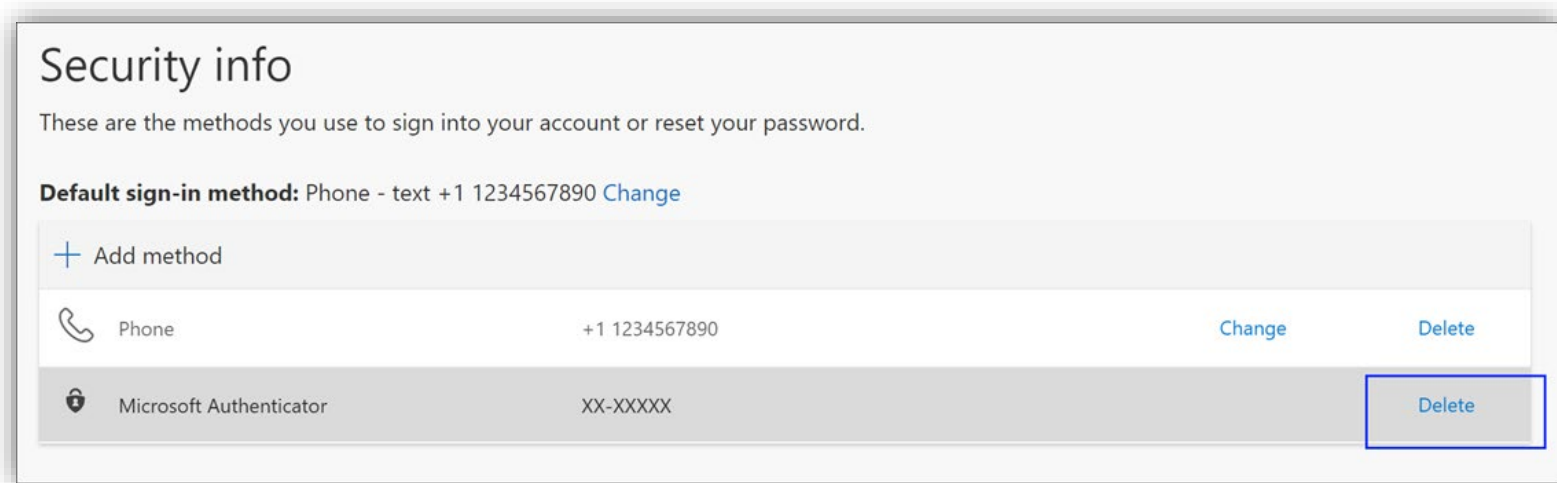 Security info
These are the methods you use to sign into your account or reset your password.
Default sign-in method: Phone - text +1 1234567890 Change
+ Add method
Phone +1 1234567890 Change Delete
Microsoft Authenticator XX-XXXXX Delete